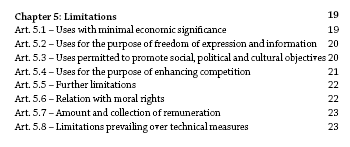 Chapter 5: Limitations 19
Art. 5.1 – Uses with minimal economic significance 19
Art. 5.2 – Uses for the purpose of freedom of expression and information 20
Art. 5.3 – Uses permitted to promote social, political and cultural objectives 20
Art. 5.4 – Uses for the purpose of enhancing competition 21
Art. 5.5 – Further limitations 22
Art. 5.6 – Relation with moral rights 22
Art. 5.7 – Amount and collection of remuneration 23
Art. 5.8 – Limitations prevailing over technical measures 23